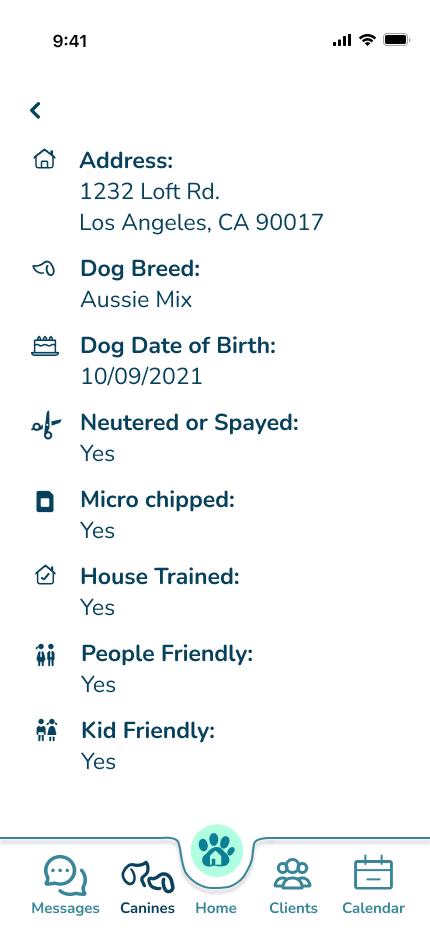 9:41
Address:
1232 Loft Rd.
Los Angeles, CA 90017
Dog Breed:
Aussie Mix
Dog Date of Birth:
10/09/2021
Neutered or Spayed:
Yes
Micro chipped:
Yes
House Trained:
Yes
People Friendly:
Yes
Kid Friendly:
Yes
Messages Canines Home Clients Calendar